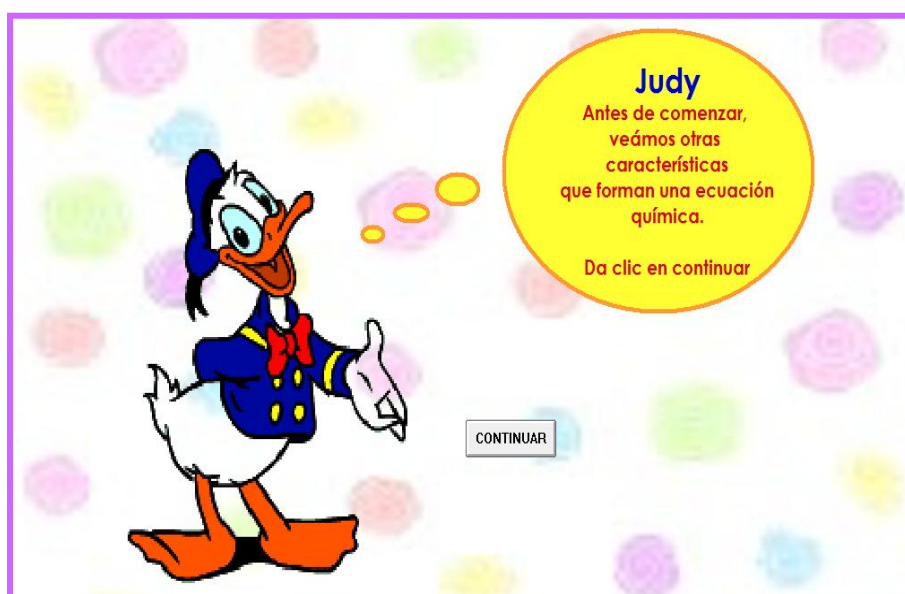 Judy
Antes de comenzar,
veámos otras
características
que forman una ecuación
química.
Da clic en continuar
CONTINUAR